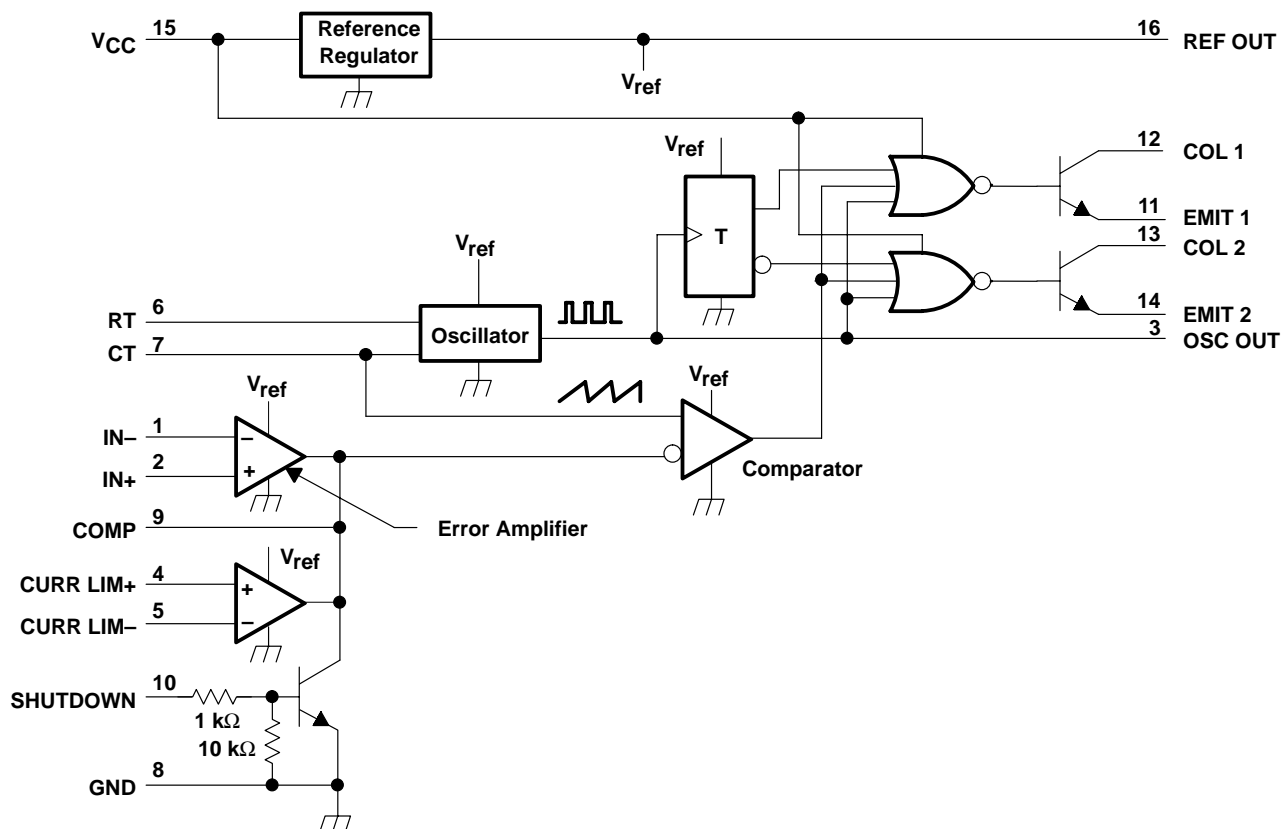 VCC 15
Reference
Regulator
16 REF OUT
Vref
Vref
12 COL 1
11 EMIT 1
13 COL 2
14 EMIT 2
3 OSC OUT
T
Vref
RT 6
CT 7
Oscillator
Vref
Vref
IN– 1
–
IN+ 2
+
Comparator
COMP 9
Error Amplifier
Vref
CURR LIM+ 4
+
CURR LIM– 5
–
SHUTDOWN 10
1 kΩ
10 kΩ
GND 8